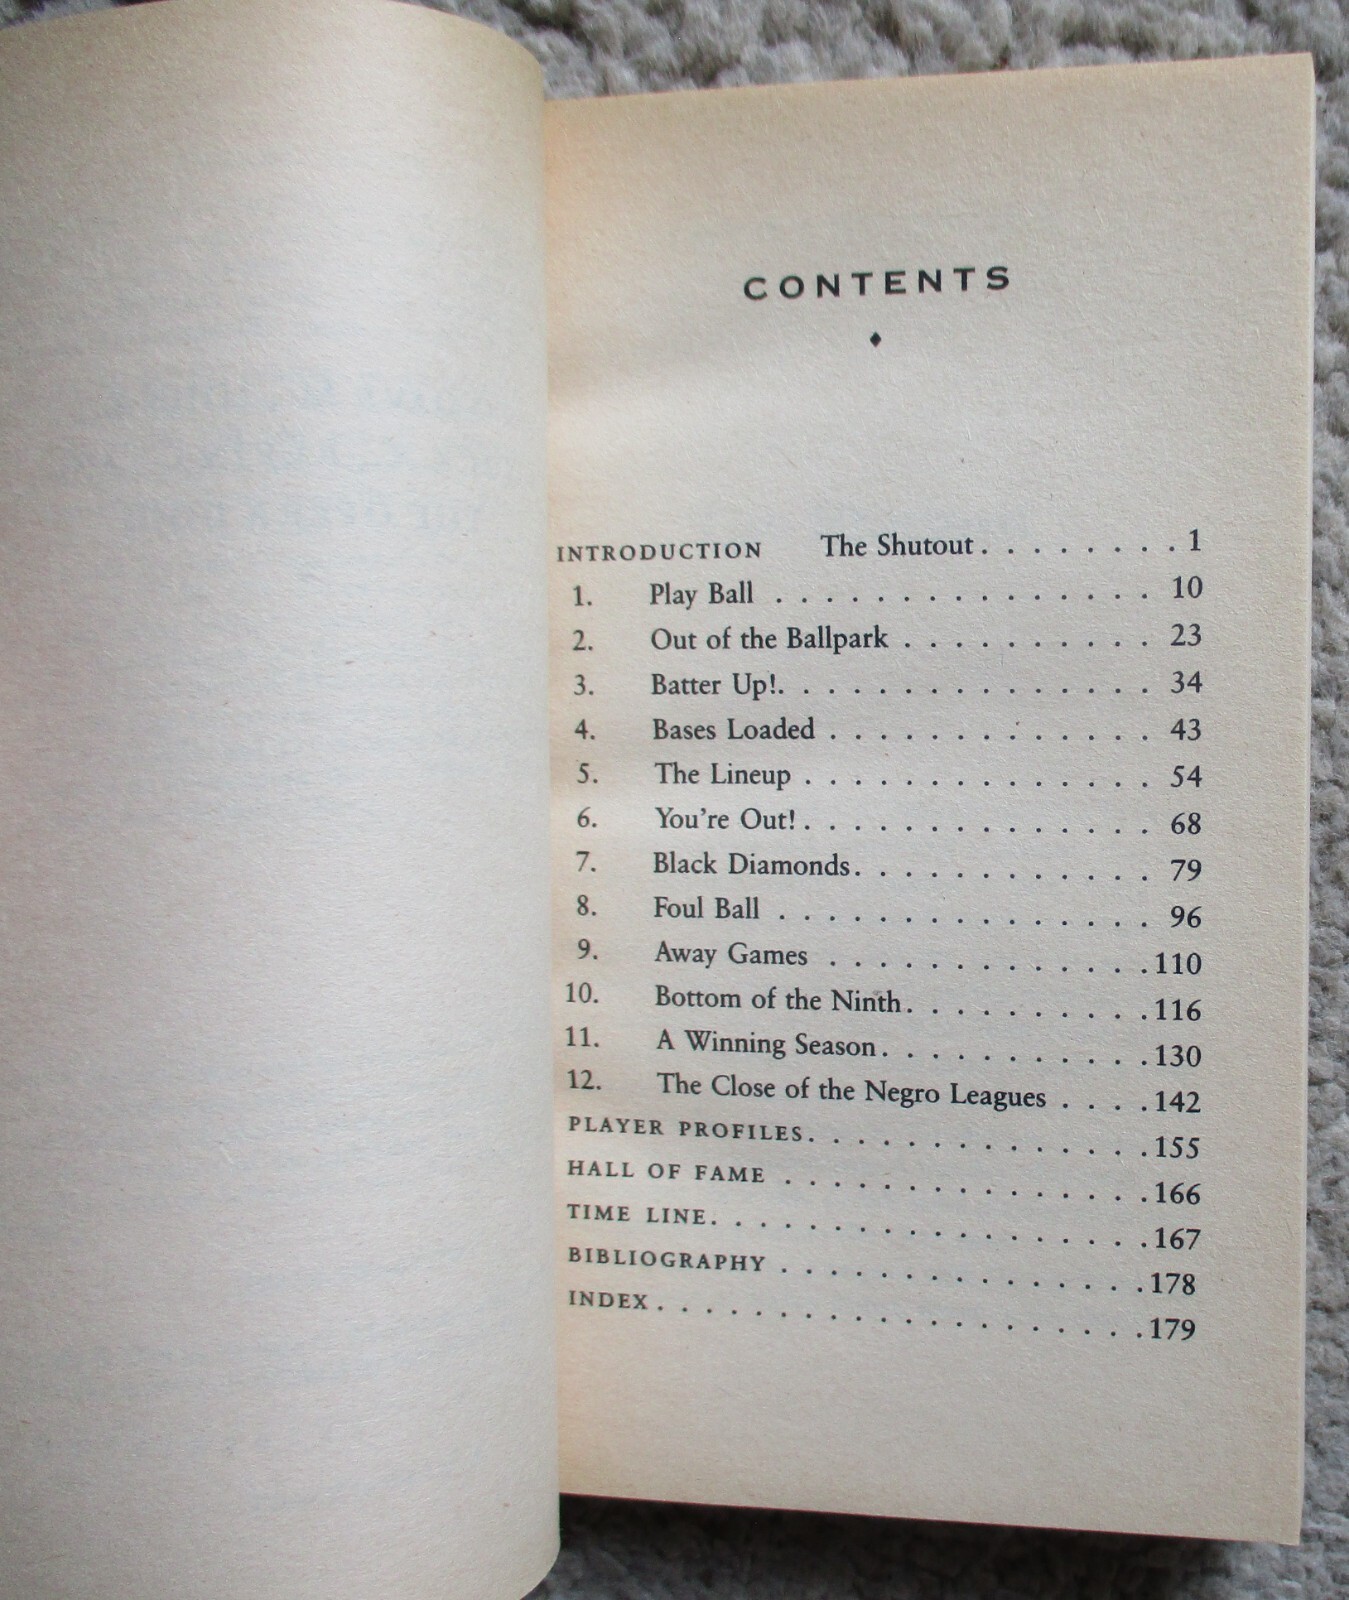 CONTENTS
INTRODUCTION The Shutout . . . . . . . . 1
1. Play Ball . . . . . . . . . . . . . . . 10
2. Out of the Ballpark . . . . . . . . . . 23
3. Batter Up!. . . . . . . . . . . . . . . 34
4. Bases Loaded . . . . . . . . . . . . . 43
5. The Lineup . . . . . . . . . . . . . . 54
6. You're Out! . . . . . . . . . . . . . . 68
7. Black Diamonds. . . . . . . . . . . . 79
8. Foul Ball . . . . . . . . . . . . . . . 96
9. Away Games . . . . . . . . . . . . . 110
10. Bottom of the Ninth. . . . . . . . . . 116
11. A Winning Season. . . . . . . . . . . 130
12. The Close of the Negro Leagues . . . . 142
PLAYER PROFILES. . . . . . . . . . . . . . 155
HALL OF FAME . . . . . . . . . . . . . . . 166
TIME LINE. . . . . . . . . . . . . . . . . . 167
BIBLIOGRAPHY . . . . . . . . . . . . . . . 178
INDEX . . . . . . . . . . . . . . . . . . . . 179